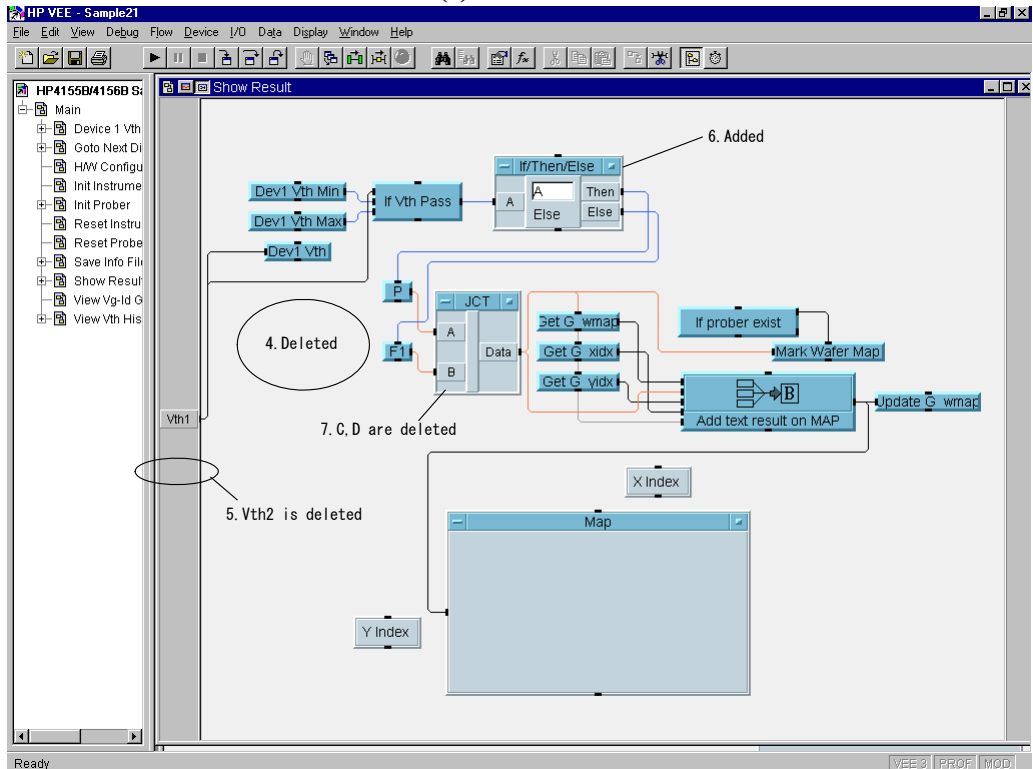 HP VEE - Sample21
File Edit View Debug Flow Device I/O Data Display Window Help
HP4155B/4156B
Main
Device 1 Vth
Goto Next Di
H/W Configu
Init Instrume
Init Prober
Reset Instru
Reset Probe
Save Info File
Show Resul
View Vg-Id G
View Vth His
Show Result
6. Added
If/Then/Else
A
A
Else
Then
Else
Dev1 Vth Min
Dev1 Vth Max
If Vth Pass
Dev1 Vth
4. Deleted
P
F1
JCT
A
B
Data
Get G_wmap
Get G_xidx
Get G_yidx
If prober exist
Mark Wafer Map
B
Add text result on MAP
Update G_wmap
Vth1
7. C, D are deleted
5. Vth2 is deleted
X Index
Map
Y Index
Ready
VEE 3 PROF MOD